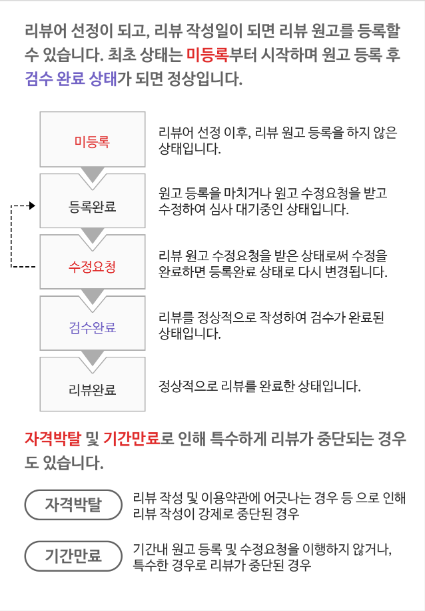 리뷰어 선정이 되고, 리뷰 작성일이 되면 리뷰 원고를 등록할
수 있습니다. 최초 상태는 미등록부터 시작하며 원고 등록 후
검수 완료 상태가 되면 정상입니다.
미등록
리뷰어 선정 이후, 리뷰 원고 등록을 하지 않은
상태입니다.
등록완료
원고 등록을 마치거나 원고 수정요청을 받고
수정하여 심사 대기중인 상태입니다.
수정요청
리뷰 원고 수정요청을 받은 상태로써 수정을
완료하면 등록완료 상태로 다시 변경됩니다.
검수완료
리뷰를 정상적으로 작성하여 검수가 완료된
상태입니다.
리뷰완료
정상적으로 리뷰를 완료한 상태입니다.
자격박탈 및 기간만료로 인해 특수하게 리뷰가 중단되는 경우
도 있습니다.
자격박탈
리뷰 작성 및 이용약관에 어긋나는 경우 등 으로 인해
리뷰 작성이 강제로 중단된 경우
기간만료
기간내 원고 등록 및 수정요청을 이행하지 않거나,
특수한 경우로 리뷰가 중단된 경우